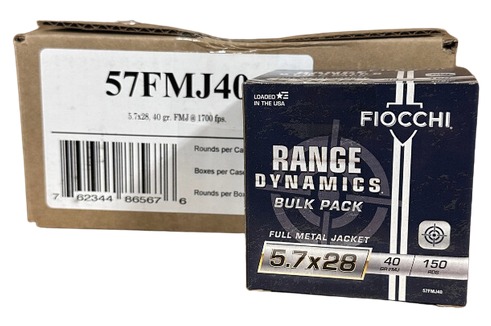 57FMJ40
5.7x28, 40 gr. FMJ @ 1700 fps.
Rounds per Cas
Boxes per Case
Rounds per Bo
7 62344 86567 6
LOADED
IN THE USA
FIOCCHI
RANGE
DYNAMICS
BULK PACK
FULL METAL JACKET
5.7x28
40
GR FMJ
150
RDS
57FMJ40